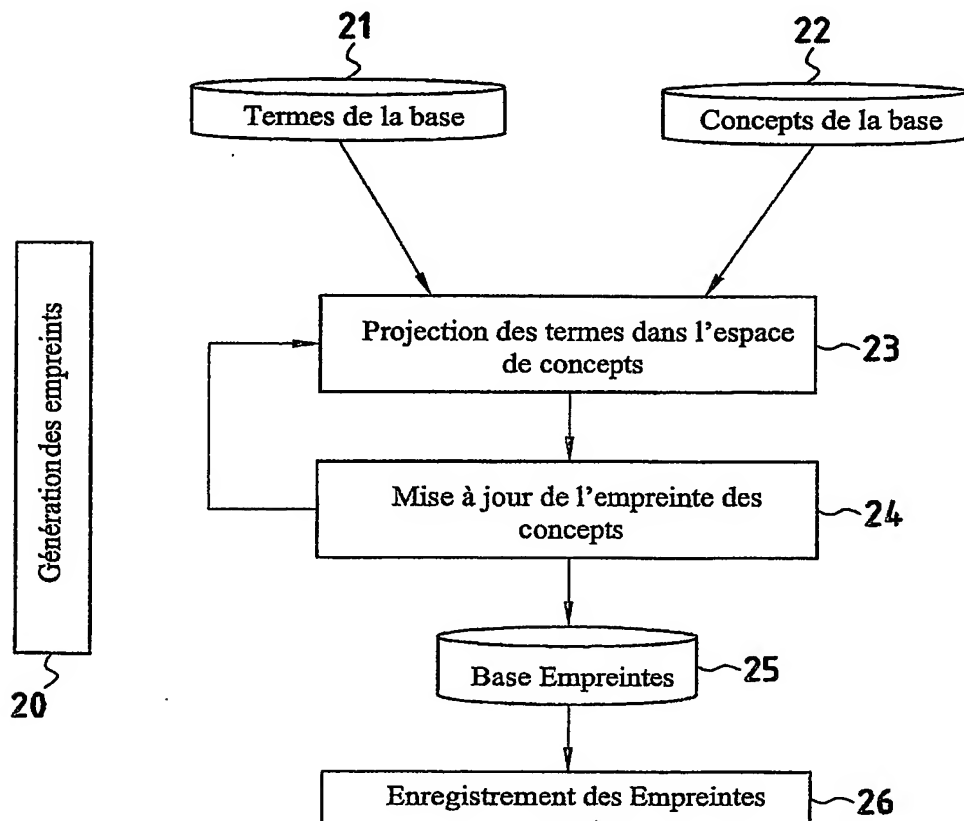 21
22
Termes de la base
Concepts de la base
Projection des termes dans l'espace
de concepts
23
Génération des empreints
Mise à jour de l'empreinte des
concepts
24
Base Empreintes
25
20
Enregistrement des Empreintes
26